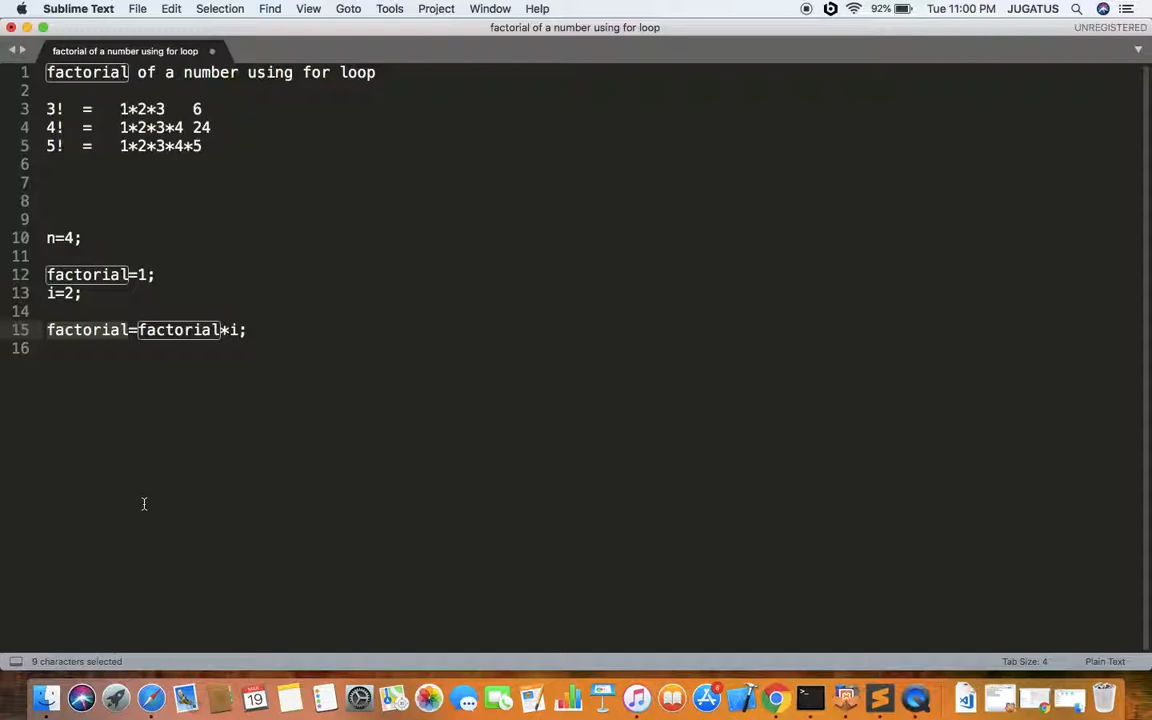 Sublime Text File Edit Selection Find View Goto Tools Project Window Help 92% Tue 11:00 PM JUGATUS
factorial of a number using for loop UNREGISTERED
factorial of a number using for loop
1 factorial of a number using for loop
2
3 3! = 1*2*3 6
4 4! = 1*2*3*4 24
5 5! = 1*2*3*4*5
6
7
8
9
10 n=4;
11
12 factorial=1;
13 i=2;
14
15 factorial=factorial*i;
16
9 characters selected Tab Size: 4 Plain Text